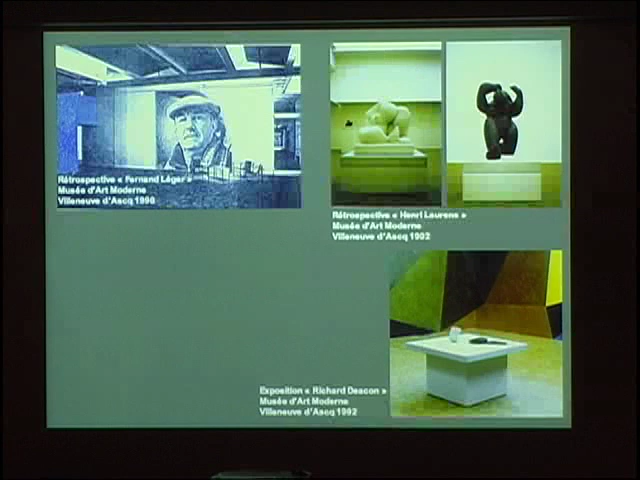 Rétrospective « Fernand Léger »
Musée d'Art Moderne
Villeneuve d'Ascq 1990
Rétrospective « Henri Laurens »
Musée d'Art Moderne
Villeneuve d'Ascq 1992
Exposition « Richard Deacon »
Musée d'Art Moderne
Villeneuve d'Ascq 1992